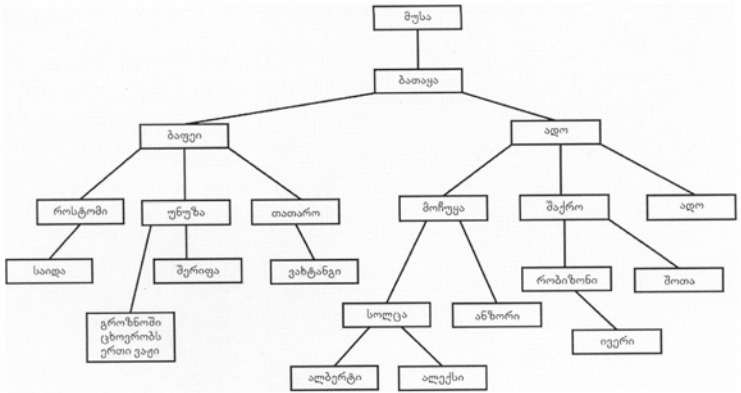 მუსა
ბათაყა
ბაფეი
ადო
როსტომი
უნუზა
თათარო
მოჩუყა
შაქრო
ადო
საიდა
შერიფა
ვახტანგი
რობიზონი
შოთა
გროზნოში
ცხოვრობს
ერთი ვაჟი
სოლცა
ანზორი
ივერი
ალბერტი
ალექსი